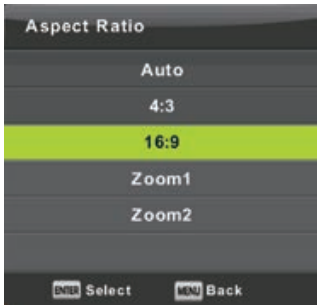 Aspect Ratio
Auto
4:3
16:9
Zoom1
Zoom2
ENTER Select MENU Back